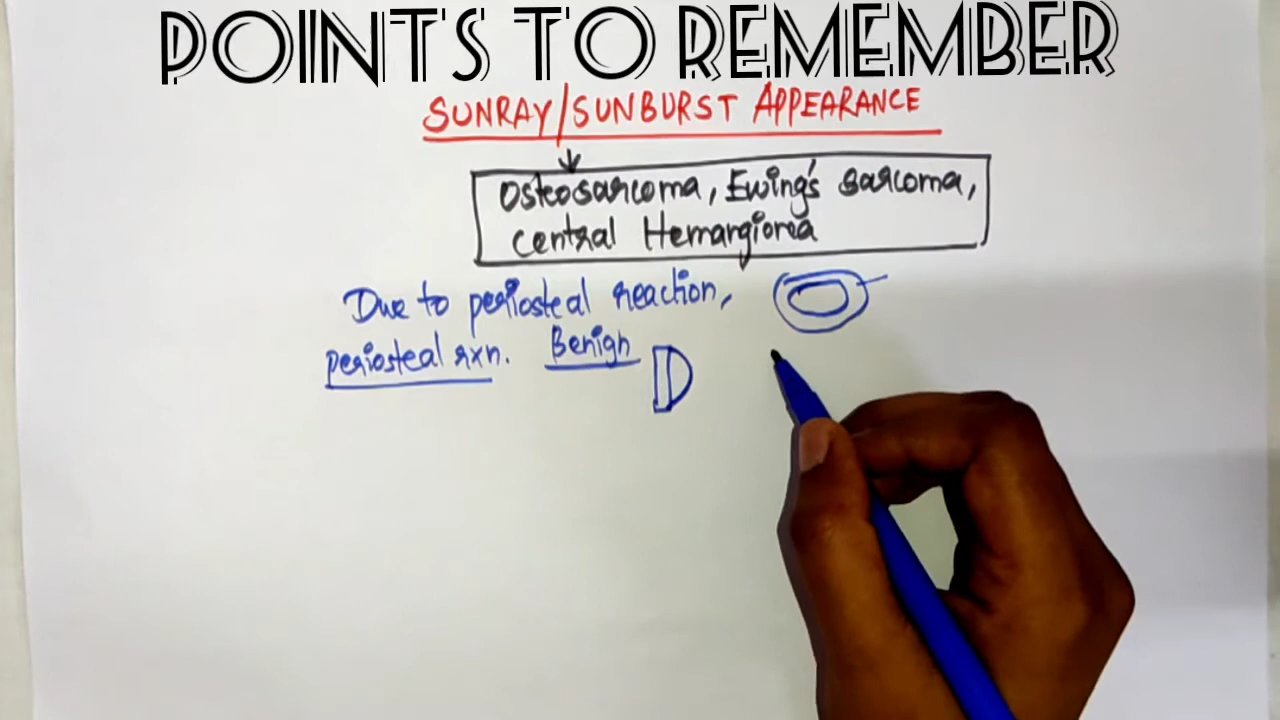 POINTS TO REMEMBER
SUNRAY/SUNBURST APPEARANCE
Osteosarcoma, Ewing's sarcoma,
central Hemangioma
Due to periosteal reaction,
periosteal rxn. Benign